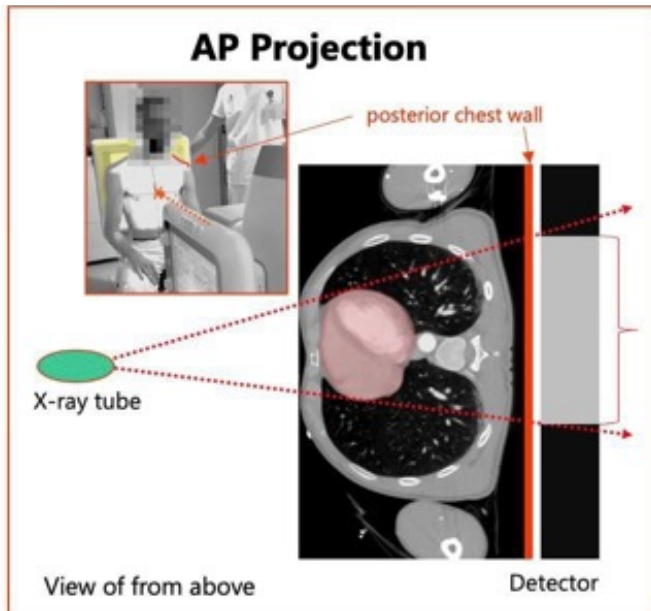 AP Projection
posterior chest wall
X-ray tube
View of from above
Detector